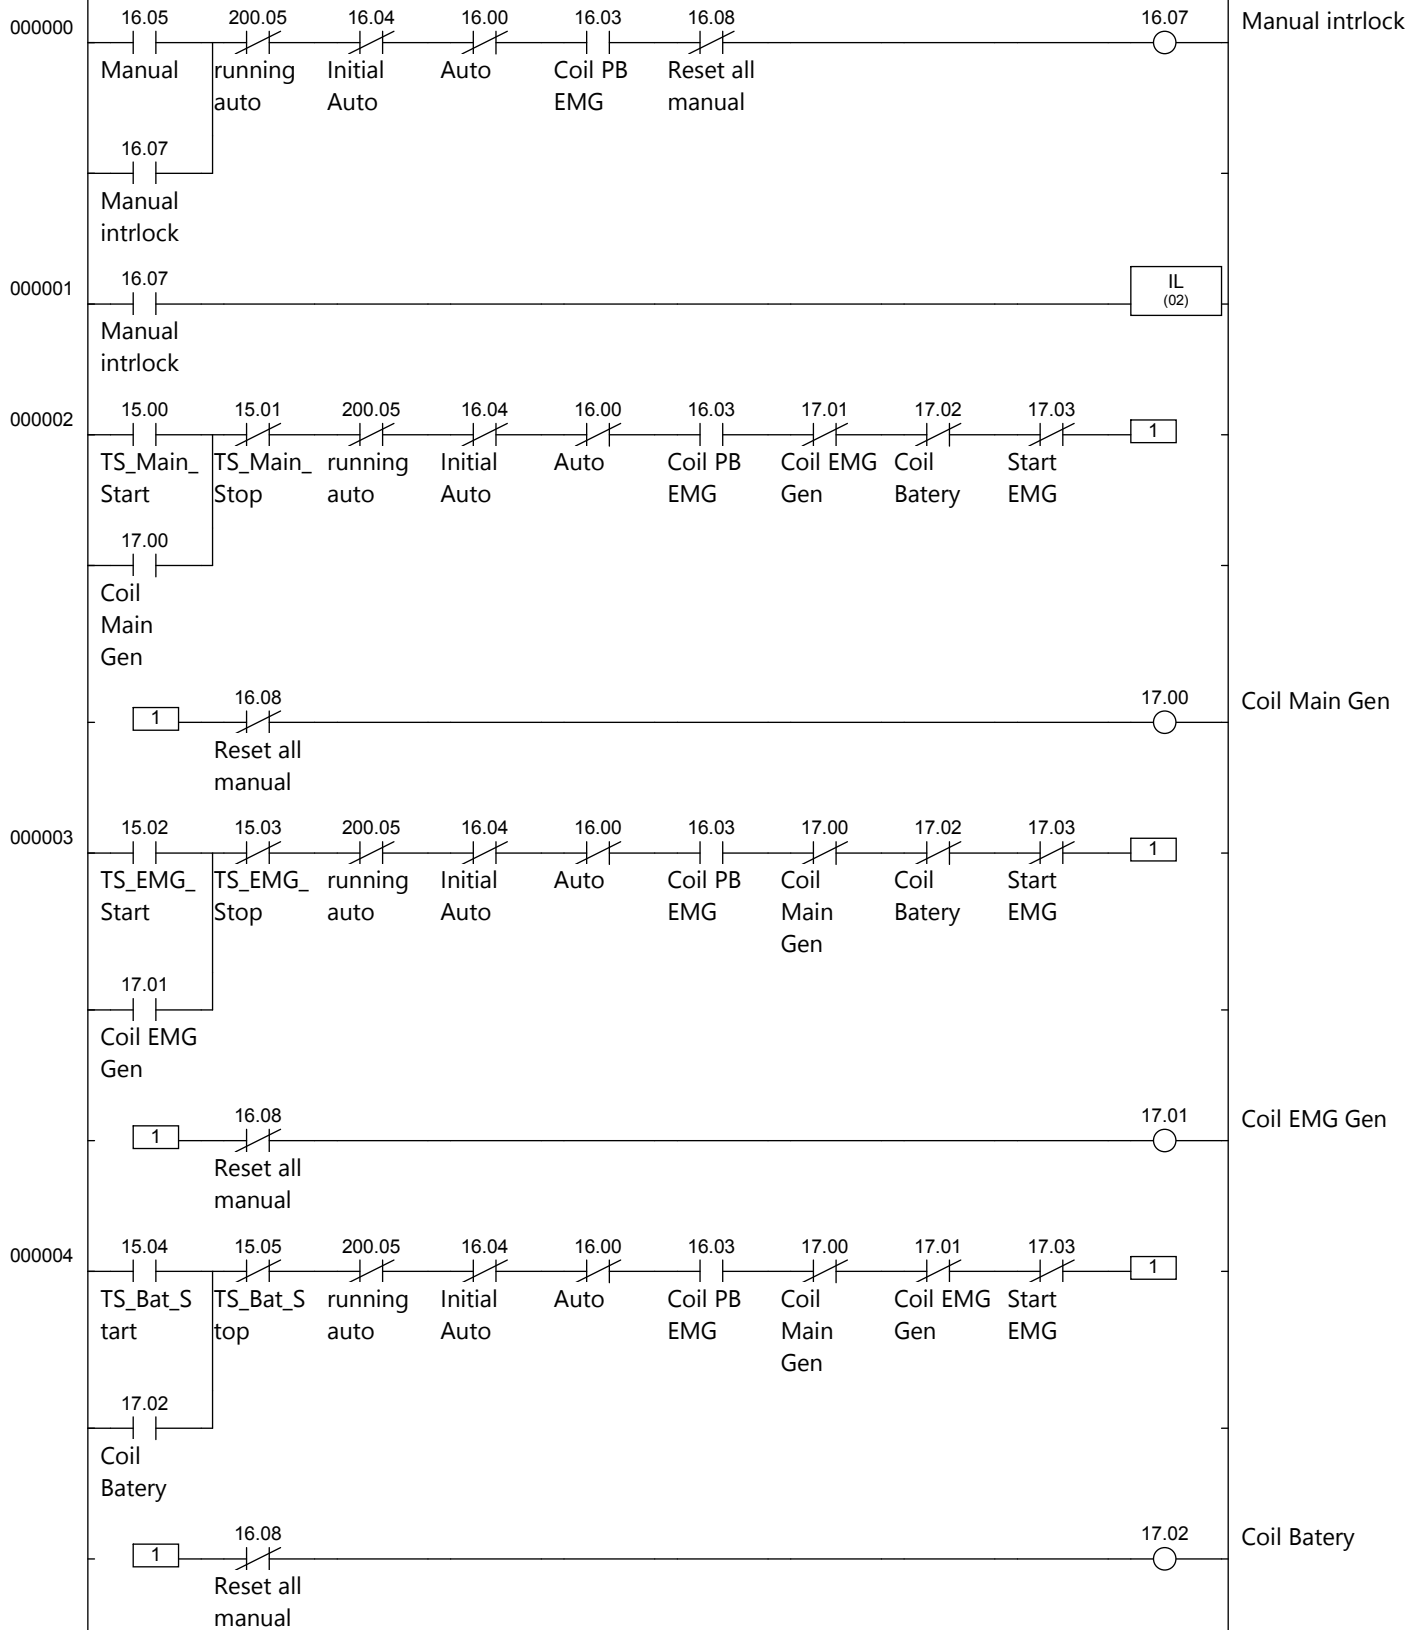 000000 16.05 200.05 16.04 16.00 16.03 16.08 16.07 Manual intrlock
Manual running Initial Auto Coil PB Reset all
auto Auto EMG manual
16.07
Manual
intrlock
000001 16.07 IL
(02)
Manual
intrlock
000002 15.00 15.01 200.05 16.04 16.00 16.03 17.01 17.02 17.03 1
TS_Main_ TS_Main_ running Initial Auto Coil PB Coil EMG Coil Start
Start Stop auto Auto EMG Gen Batery EMG
17.00
Coil
Main
Gen
1 16.08 17.00 Coil Main Gen
Reset all
manual
000003 15.02 15.03 200.05 16.04 16.00 16.03 17.00 17.02 17.03 1
TS_EMG_ TS_EMG_ running Initial Auto Coil PB Coil Coil Start
Start Stop auto Auto EMG Main Batery EMG
Gen
17.01
Coil EMG
Gen
1 16.08 17.01 Coil EMG Gen
Reset all
manual
000004 15.04 15.05 200.05 16.04 16.00 16.03 17.00 17.01 17.03 1
TS_Bat_S TS_Bat_S running Initial Auto Coil PB Coil Coil EMG Start
tart top auto Auto EMG Main Gen EMG
Gen
17.02
Coil
Batery
1 16.08 17.02 Coil Batery
Reset all
manual